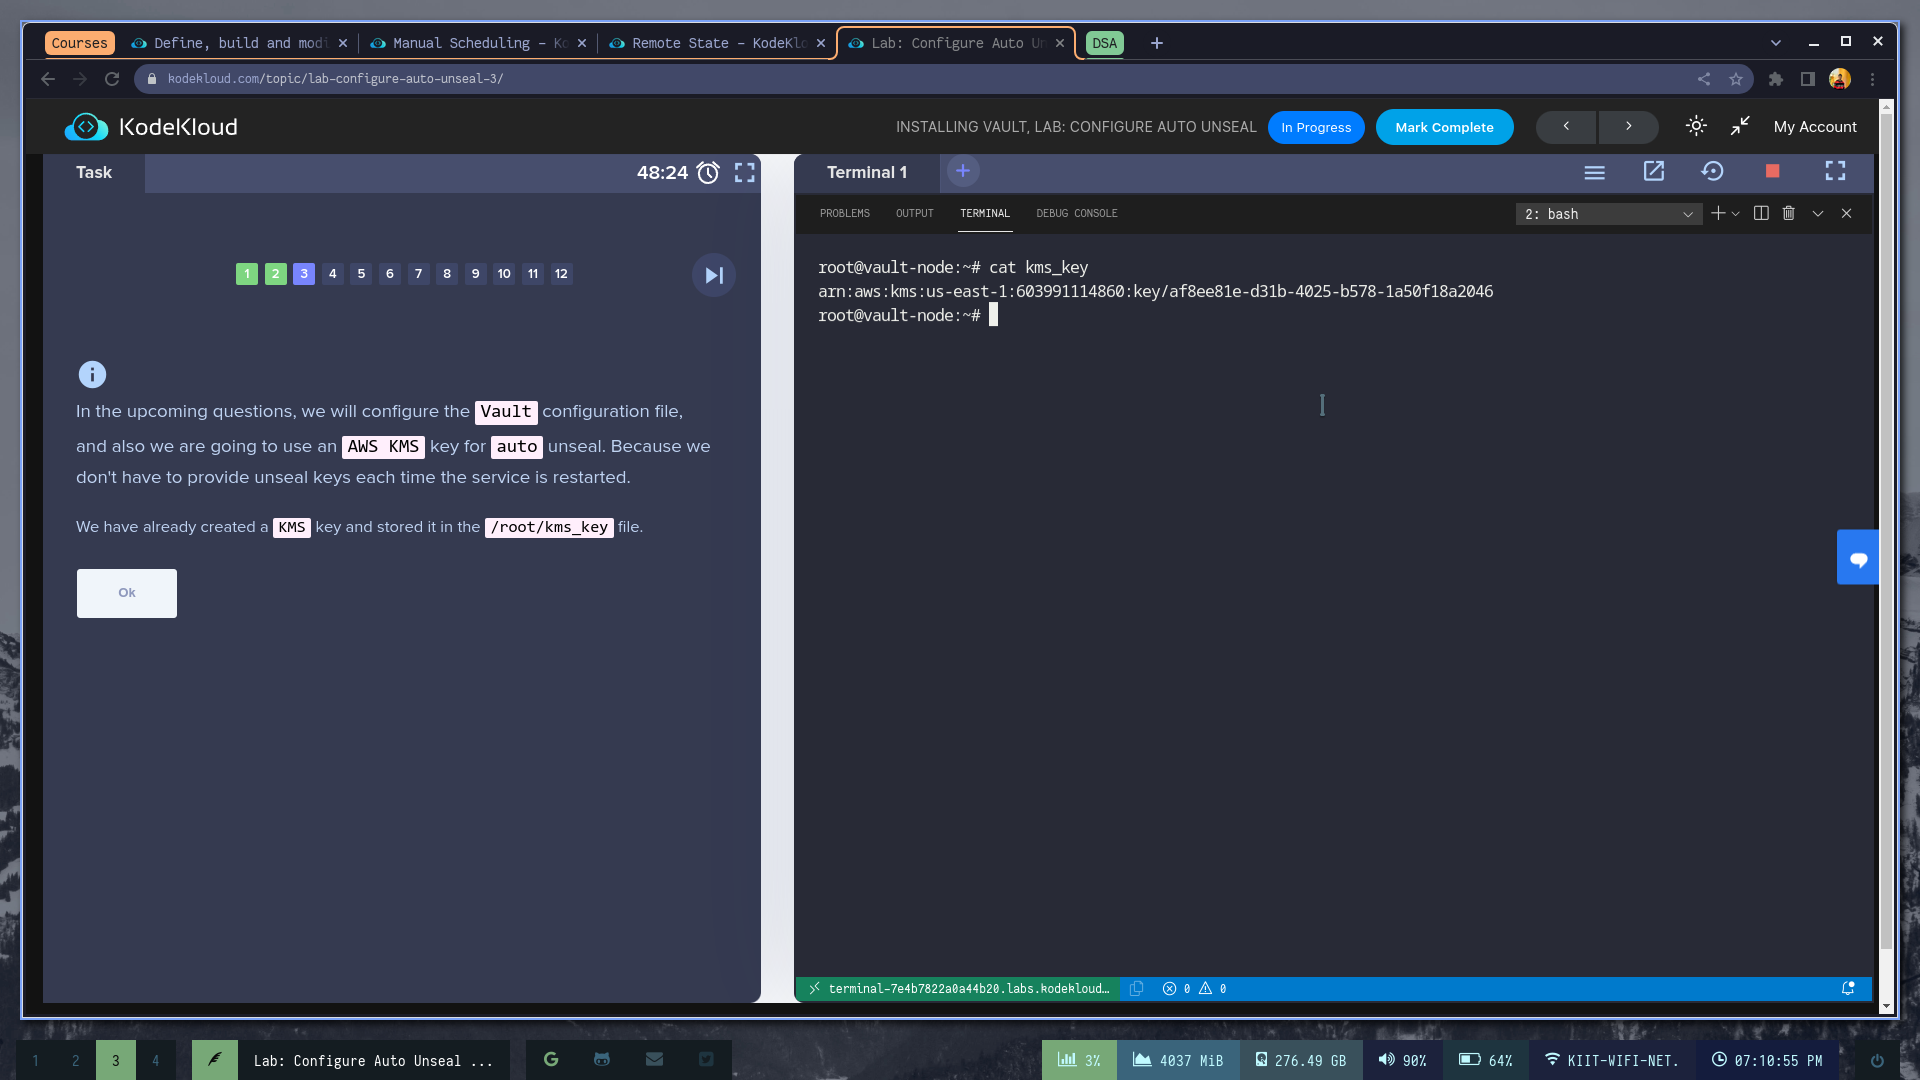 Courses
Define, build and modi
Manual Scheduling – Ko
Remote State – KodeKlo
Lab: Configure Auto Un
DSA
kodekloud.com/topic/lab-configure-auto-unseal-3/
KodeKloud
INSTALLING VAULT, LAB: CONFIGURE AUTO UNSEAL
In Progress
Mark Complete
My Account
Task
48:24
1 2 3 4 5 6 7 8 9 10 11 12
In the upcoming questions, we will configure the Vault configuration file,
and also we are going to use an AWS KMS key for auto unseal. Because we
don't have to provide unseal keys each time the service is restarted.
We have already created a KMS key and stored it in the /root/kms_key file.
Ok
Terminal 1
PROBLEMS OUTPUT TERMINAL DEBUG CONSOLE
2: bash
root@vault-node:~# cat kms_key
arn:aws:kms:us-east-1:603991114860:key/af8ee81e-d31b-4025-b578-1a50f18a2046
root@vault-node:~#
terminal-7e4b7822a0a44b20.labs.kodekloud…
0 0
1 2 3 4
Lab: Configure Auto Unseal ...
3%
4037 MiB
276.49 GB
90%
64%
KIIT-WIFI-NET.
07:10:55 PM